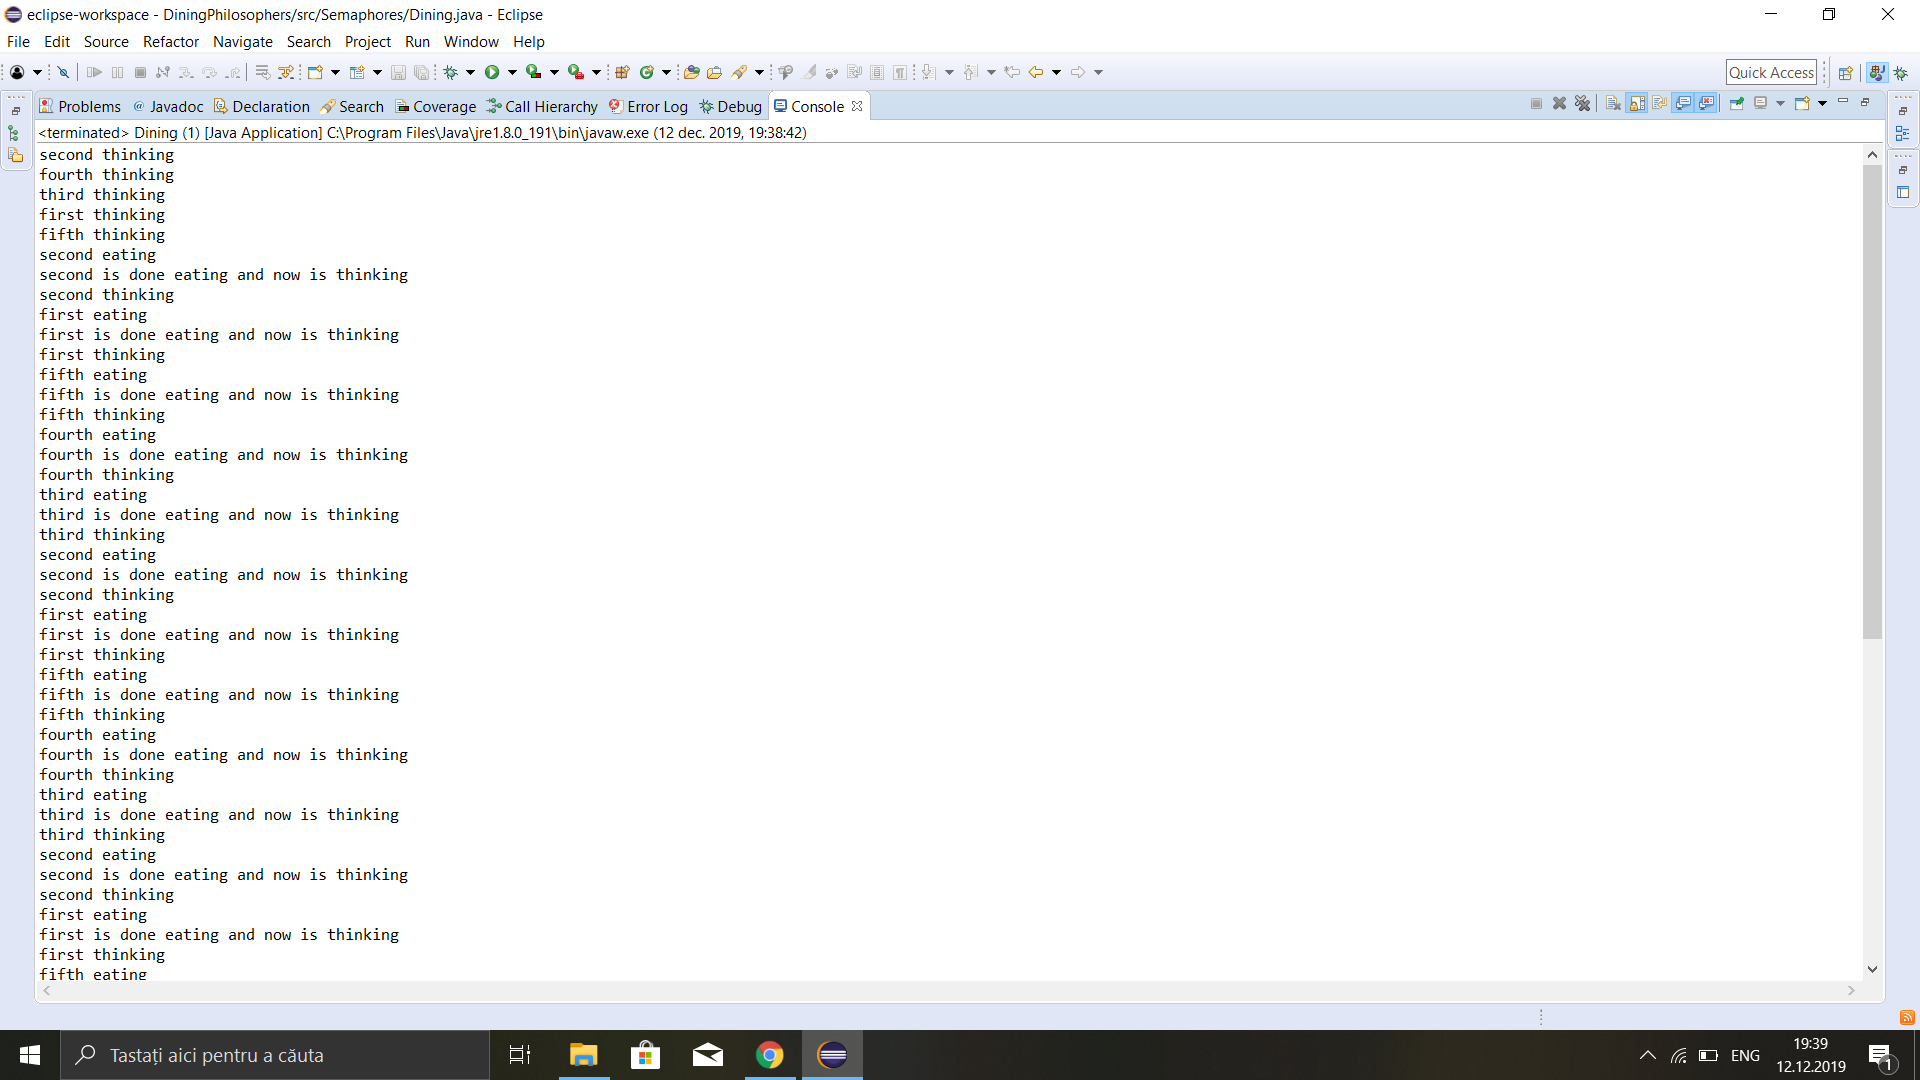 eclipse-workspace - DiningPhilosophers/src/Semaphores/Dining.java - Eclipse
File Edit Source Refactor Navigate Search Project Run Window Help
Quick Access
Problems @ Javadoc Declaration Search Coverage Call Hierarchy Error Log Debug Console
<terminated> Dining (1) [Java Application] C:\Program Files\Java\jre1.8.0_191\bin\javaw.exe (12 dec. 2019, 19:38:42)
second thinking
fourth thinking
third thinking
first thinking
fifth thinking
second eating
second is done eating and now is thinking
second thinking
first eating
first is done eating and now is thinking
first thinking
fifth eating
fifth is done eating and now is thinking
fifth thinking
fourth eating
fourth is done eating and now is thinking
fourth thinking
third eating
third is done eating and now is thinking
third thinking
second eating
second is done eating and now is thinking
second thinking
first eating
first is done eating and now is thinking
first thinking
fifth eating
fifth is done eating and now is thinking
fifth thinking
fourth eating
fourth is done eating and now is thinking
fourth thinking
third eating
third is done eating and now is thinking
third thinking
second eating
second is done eating and now is thinking
second thinking
first eating
first is done eating and now is thinking
first thinking
fifth eating
Tastați aici pentru a căuta
ENG
19:39
12.12.2019
1